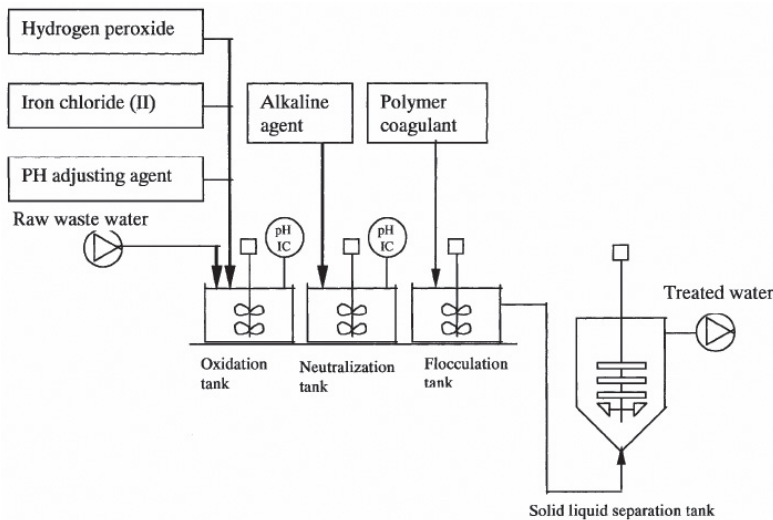 Hydrogen peroxide
Iron chloride (II)
PH adjusting agent
Alkaline
agent
Polymer
coagulant
Raw waste water
pH
IC
pH
IC
Treated water
Oxidation
tank
Neutralization
tank
Flocculation
tank
Solid liquid separation tank